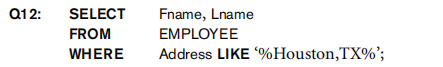 Q12: SELECT Fname, Lname
FROM EMPLOYEE
WHERE Address LIKE ‘%Houston,TX%’;